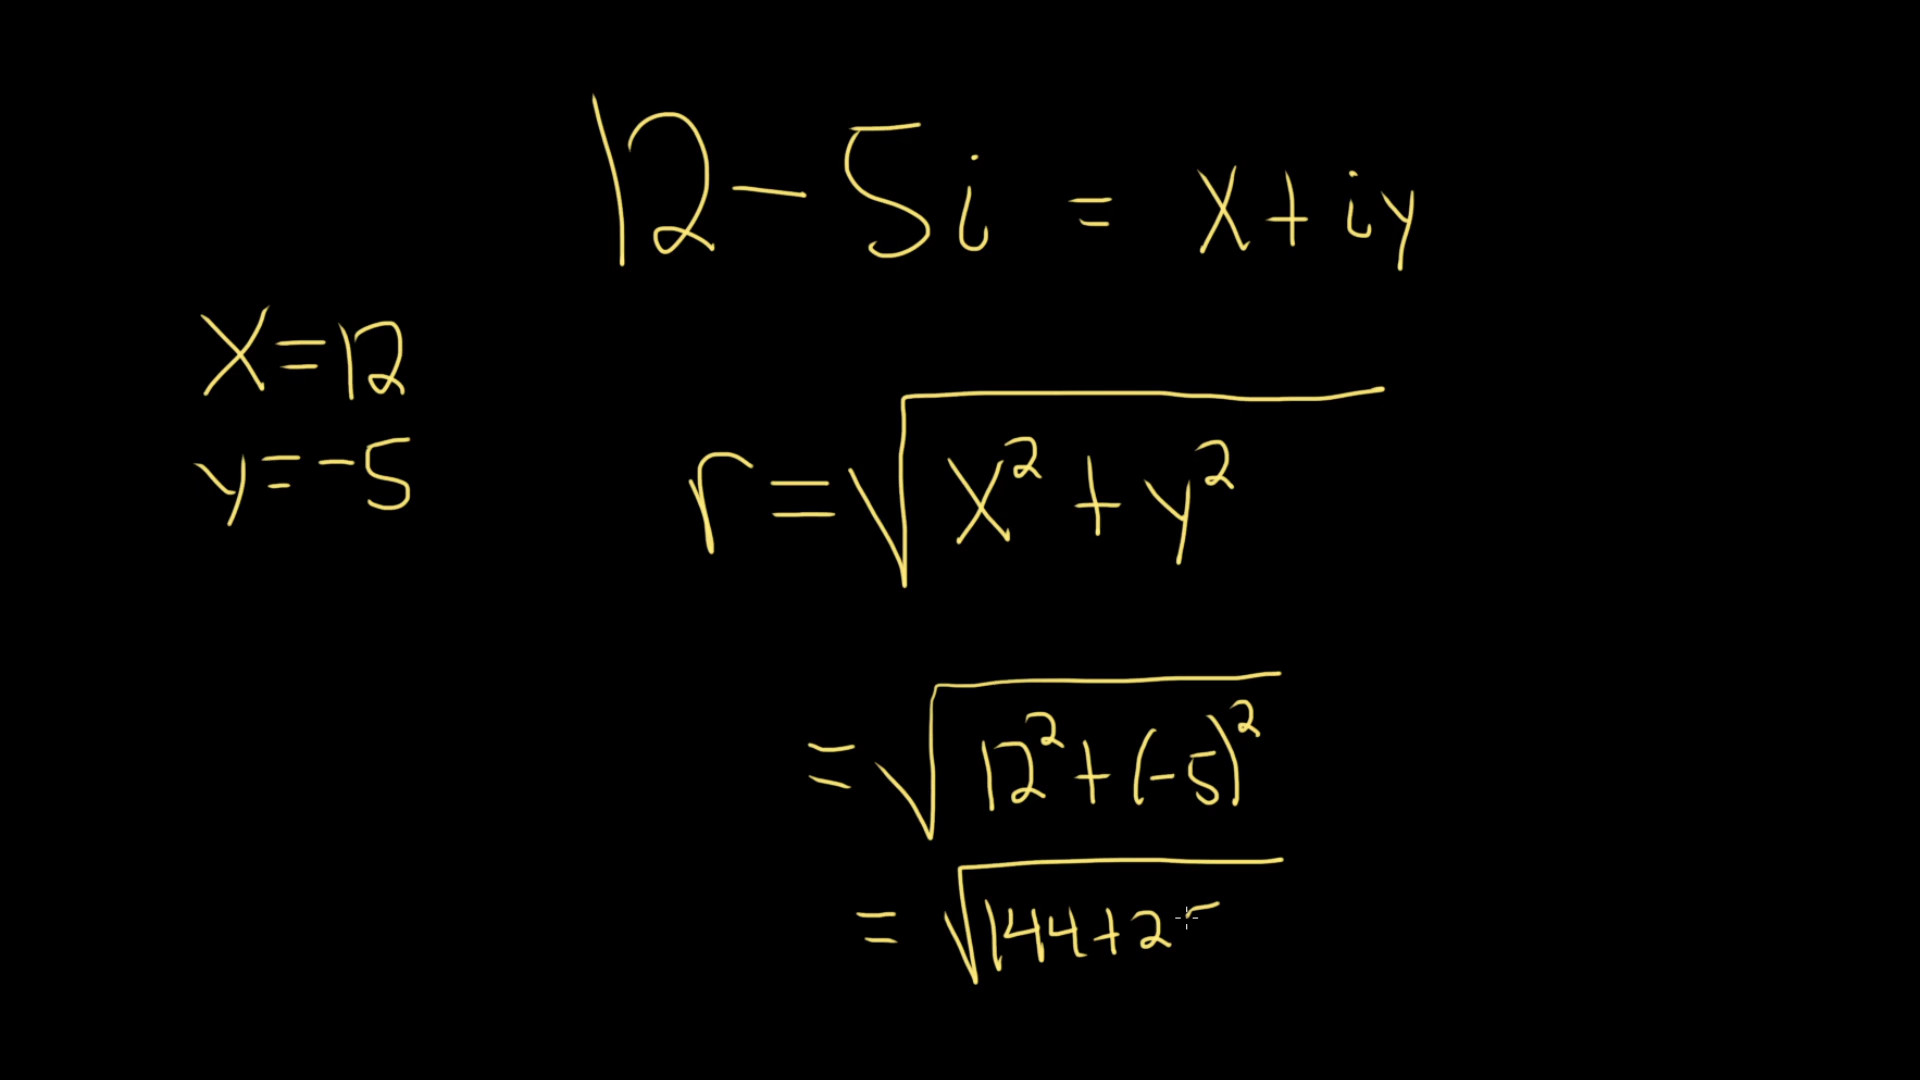 12 - 5i = x + iy
x = 12
y = -5
r = √(x² + y²)
= √(12² + (-5)²)
= √(144 + 2